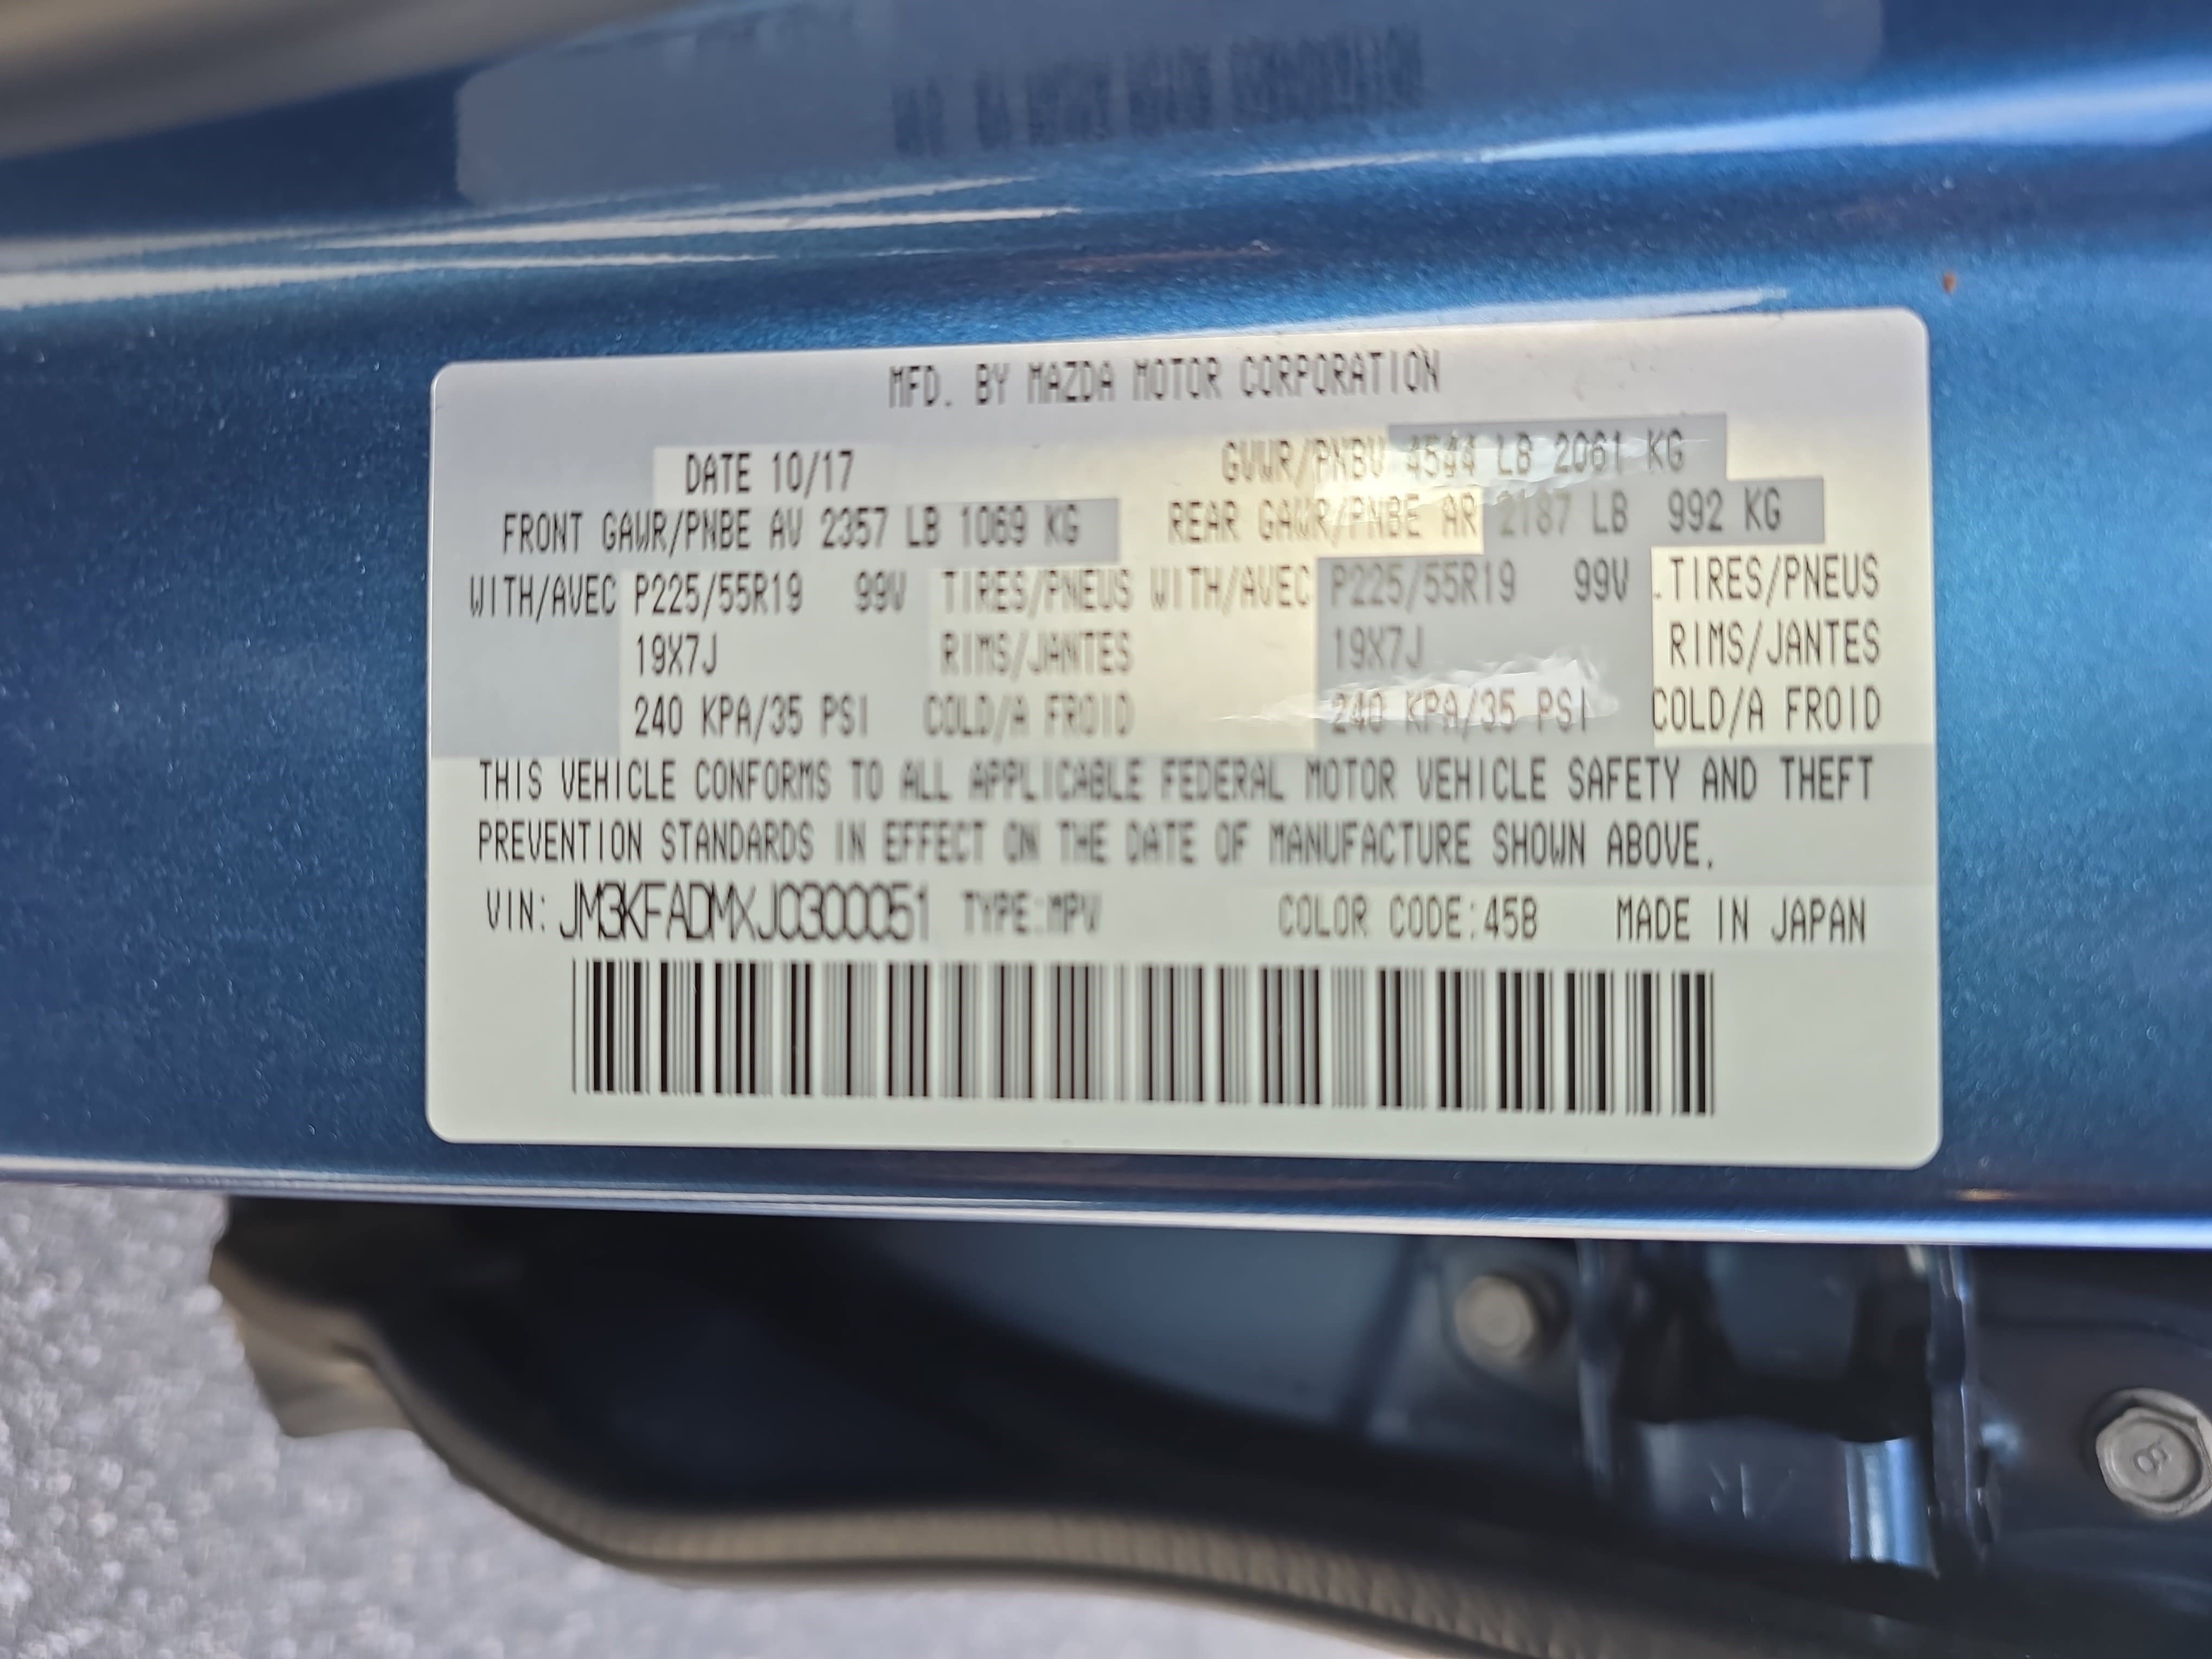 MFD. BY MAZDA MOTOR CORPORATION
DATE 10/17 GVWR/PNBV 4544 LB 2061 KG
FRONT GAWR/PNBE AV 2357 LB 1069 KG REAR GAWR/PNBE AR 2187 LB 992 KG
WITH/AVEC P225/55R19 99V TIRES/PNEUS WITH/AVEC P225/55R19 99V .TIRES/PNEUS
19X7J RIMS/JANTES 19X7J RIMS/JANTES
240 KPA/35 PSI COLD/A FROID 240 KPA/35 PSI COLD/A FROID
THIS VEHICLE CONFORMS TO ALL APPLICABLE FEDERAL MOTOR VEHICLE SAFETY AND THEFT
PREVENTION STANDARDS IN EFFECT ON THE DATE OF MANUFACTURE SHOWN ABOVE.
VIN: JM3KFADMXJ0300051 TYPE:MPV COLOR CODE:45B MADE IN JAPAN
8